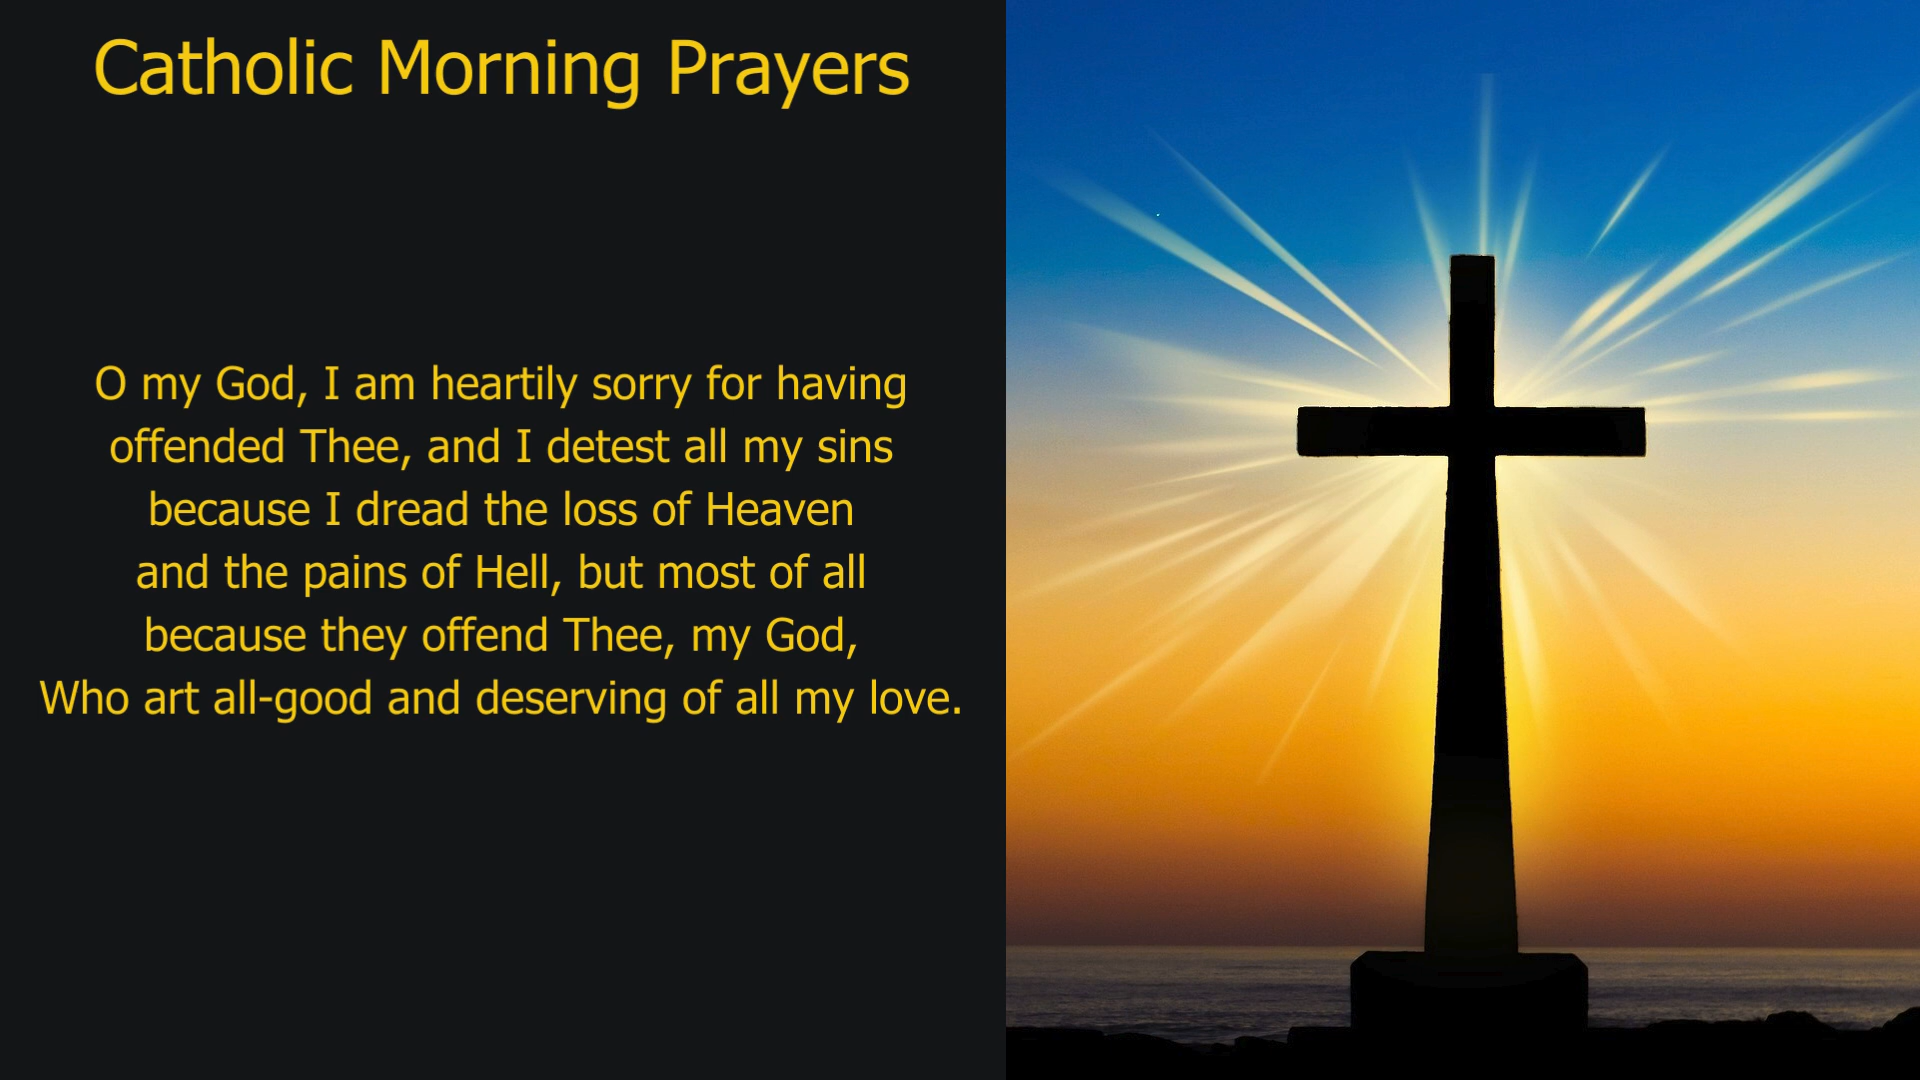 Catholic Morning Prayers
O my God, I am heartily sorry for having
offended Thee, and I detest all my sins
because I dread the loss of Heaven
and the pains of Hell, but most of all
because they offend Thee, my God,
Who art all-good and deserving of all my love.